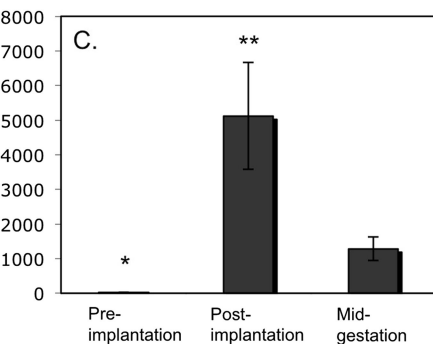 8000
C.
7000
**
6000
5000
4000
3000
2000
1000
*
0
Pre-
implantation
Post-
implantation
Mid-
gestation